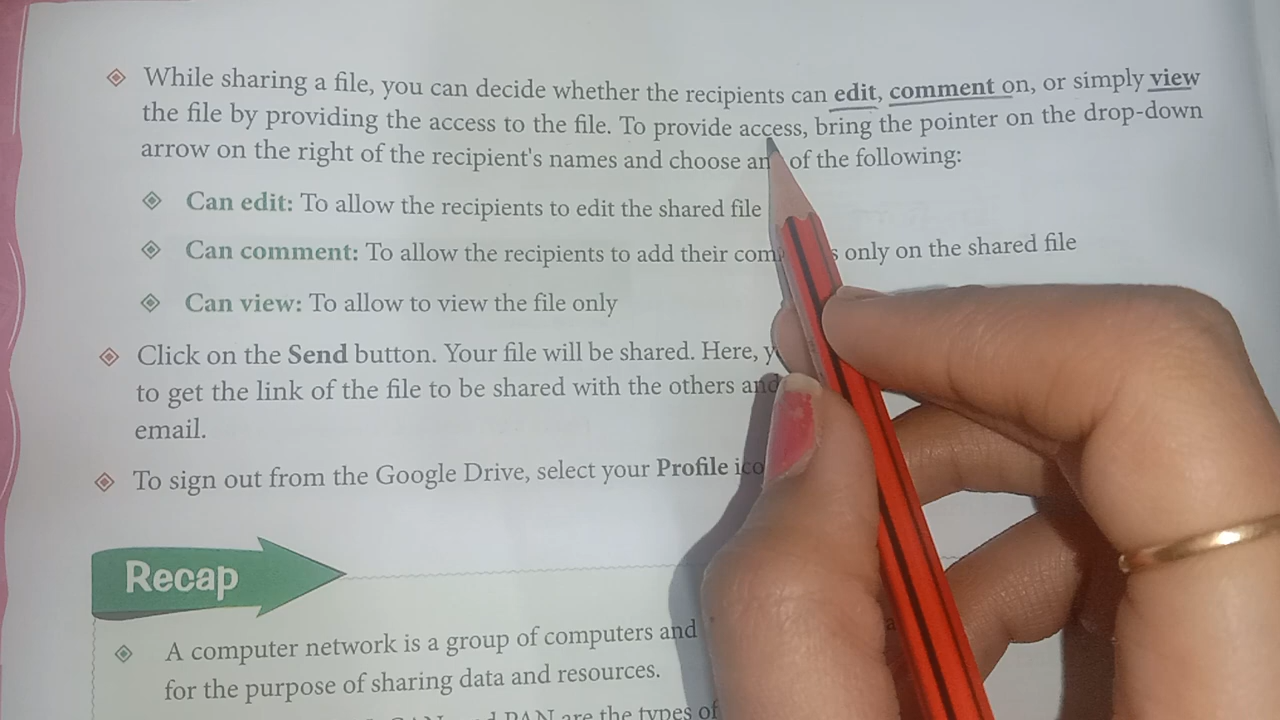 While sharing a file, you can decide whether the recipients can edit, comment on, or simply view
the file by providing the access to the file. To provide access, bring the pointer on the drop-down
arrow on the right of the recipient's names and choose of the following:
Can edit: To allow the recipients to edit the shared file
Can comment: To allow the recipients to add their only on the shared file
Can view: To allow to view the file only
Click on the Send button. Your file will be shared. Here,
to get the link of the file to be shared with the others and
email.
To sign out from the Google Drive, select your Profile
Recap
A computer network is a group of computers and
for the purpose of sharing data and resources.
PAN are the types of